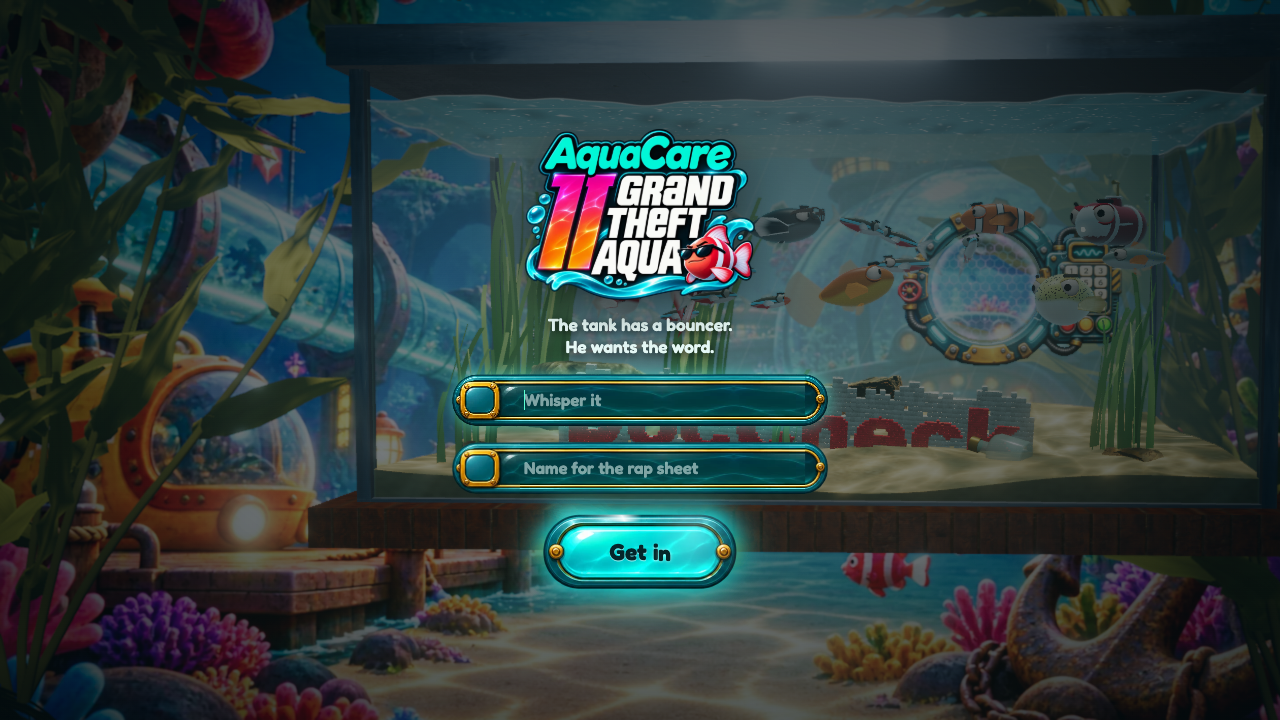 AquaCare
II GRAND
THEFT
AQUA
The tank has a bouncer.
He wants the word.
Whisper it
Name for the rap sheet
Get in